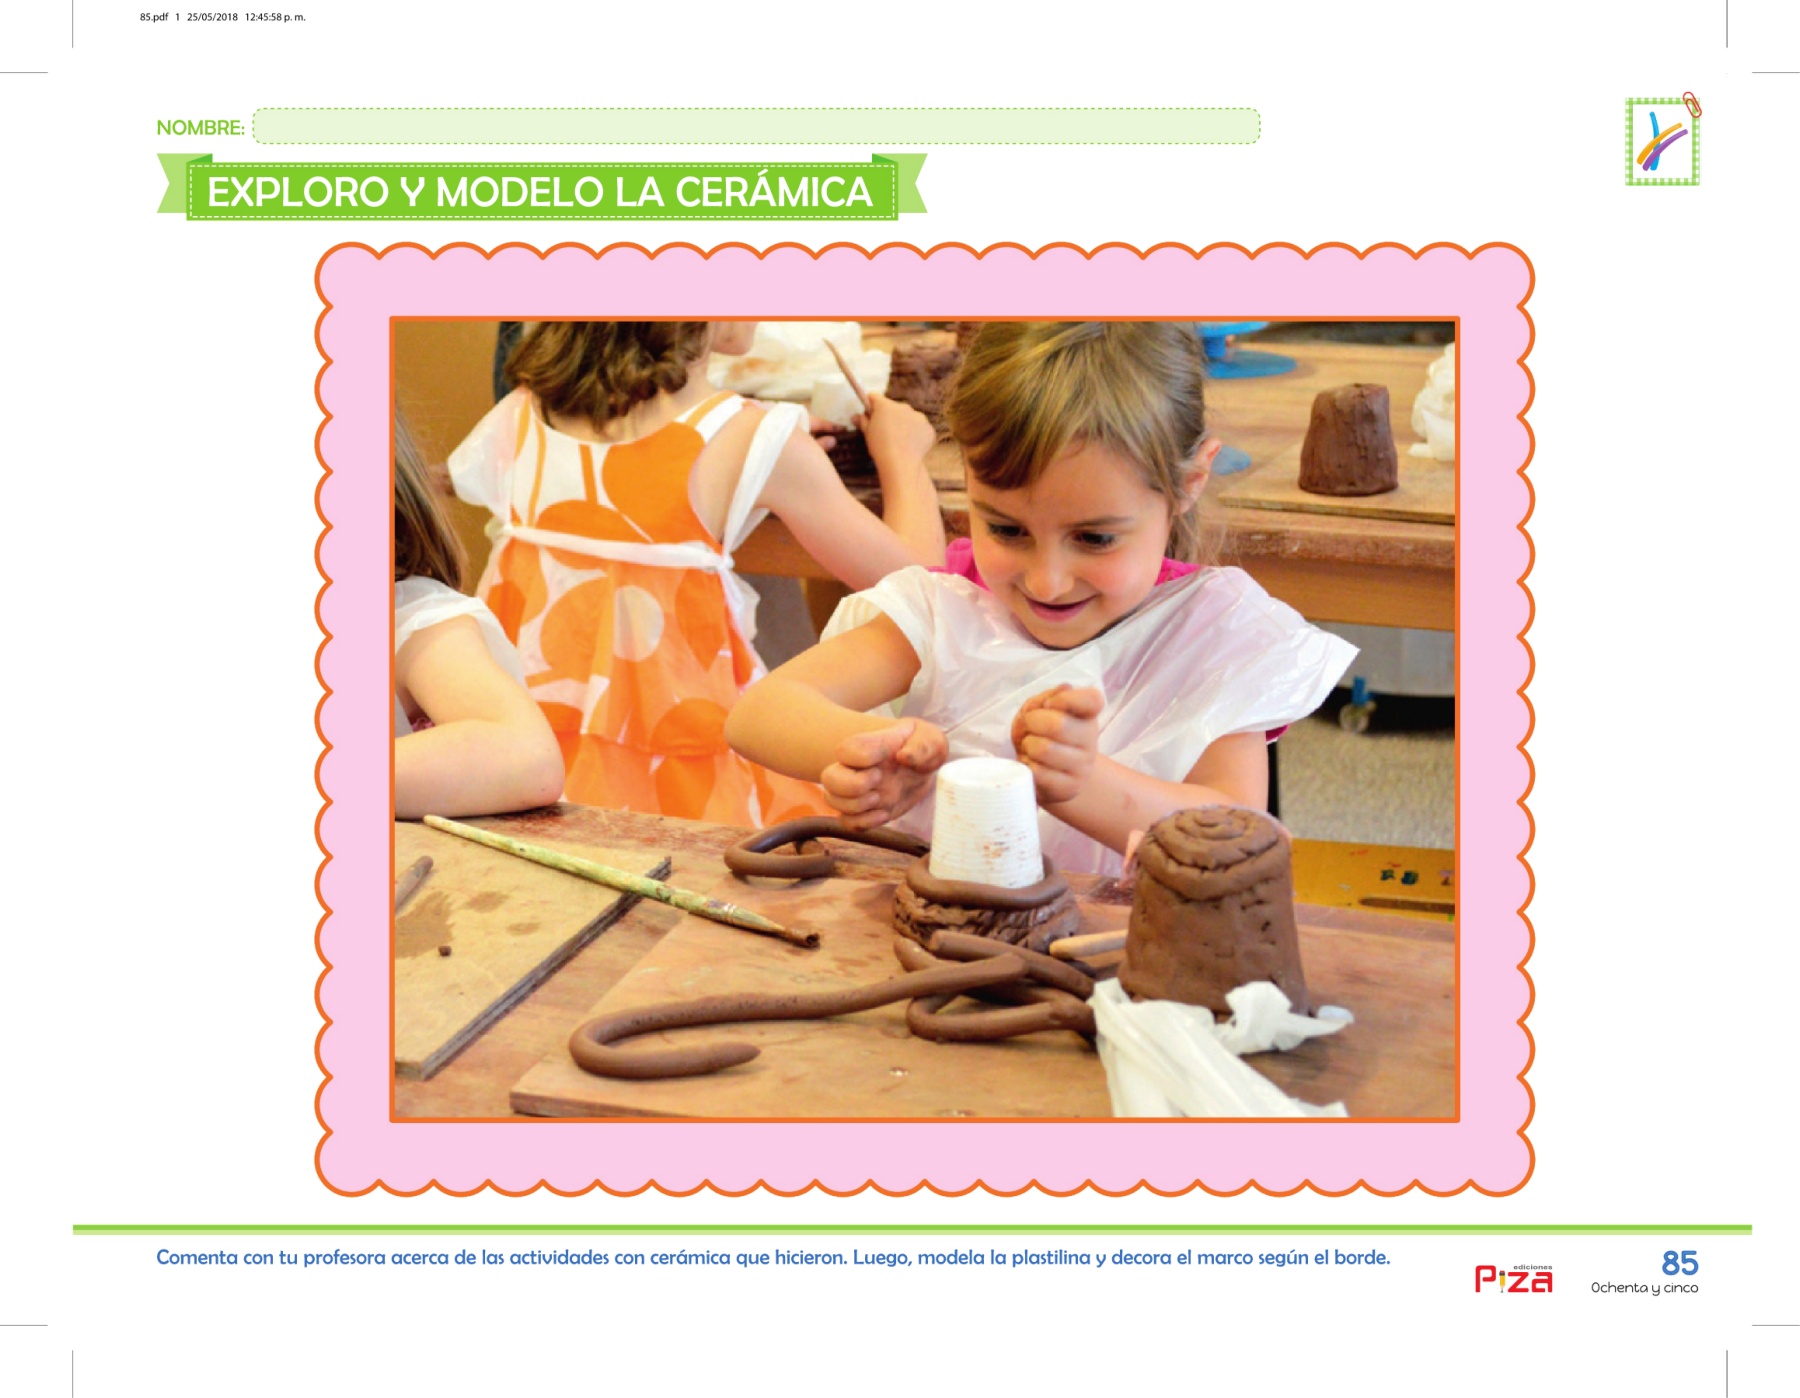 85.pdf 1 25/05/2018 12:45:58 p. m.
NOMBRE:
EXPLORO Y MODELO LA CERÁMICA
Comenta con tu profesora acerca de las actividades con cerámica que hicieron. Luego, modela la plastilina y decora el marco según el borde.
ediciones
Piza
85
Ochenta y cinco